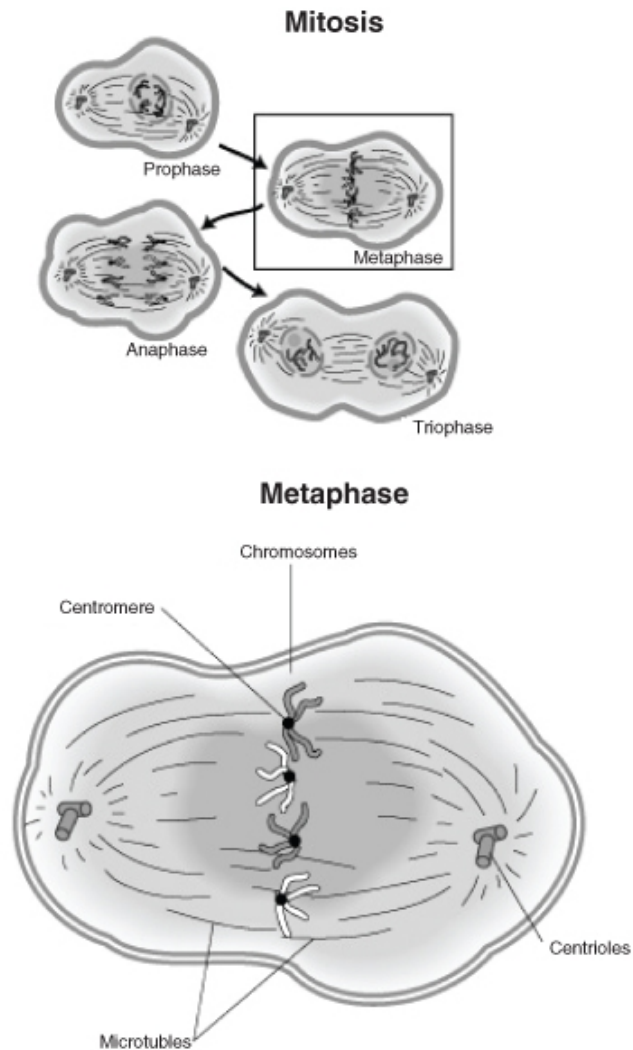 Mitosis
Prophase
Metaphase
Anaphase
Triophase
Metaphase
Chromosomes
Centromere
Centrioles
Microtubles